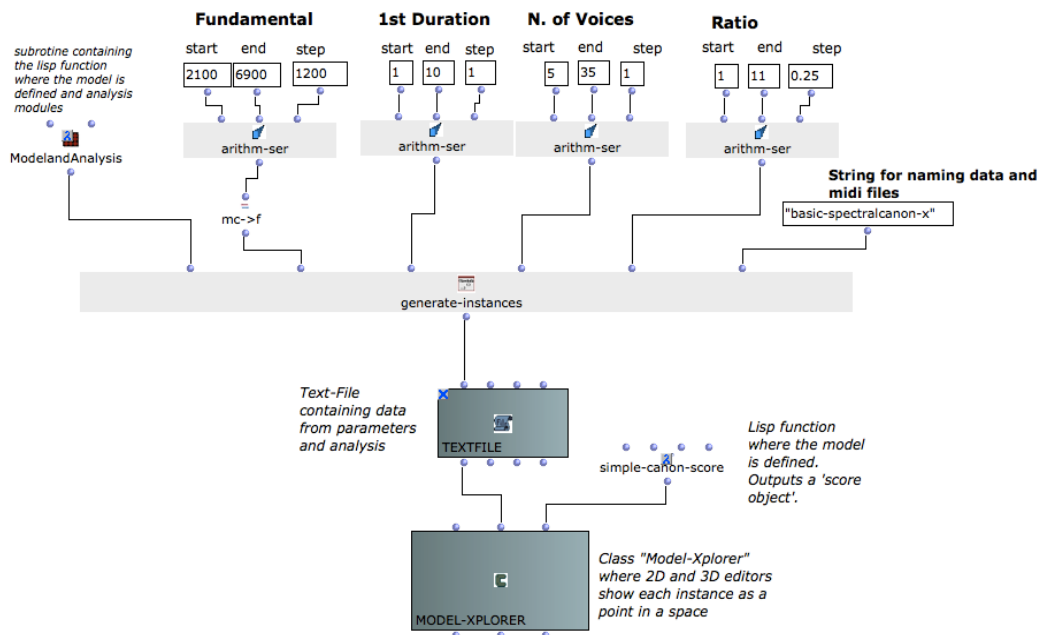 Fundamental
1st Duration
N. of Voices
Ratio
subrotine containing
the lisp function
where the model is
defined and analysis
modules
start end step
start end step
start end step
start end step
2100 6900 1200
1 10 1
5 35 1
1 11 0.25
ModelandAnalysis
arithm-ser
arithm-ser
arithm-ser
arithm-ser
mc->f
String for naming data and
midi files
"basic-spectralcanon-x"
generate-instances
Text-File
containing data
from parameters
and analysis
TEXTFILE
simple-canon-score
Lisp function
where the model
is defined.
Outputs a 'score
object'.
Class "Model-Xplorer"
where 2D and 3D editors
show each instance as a
point in a space
MODEL-XPLORER